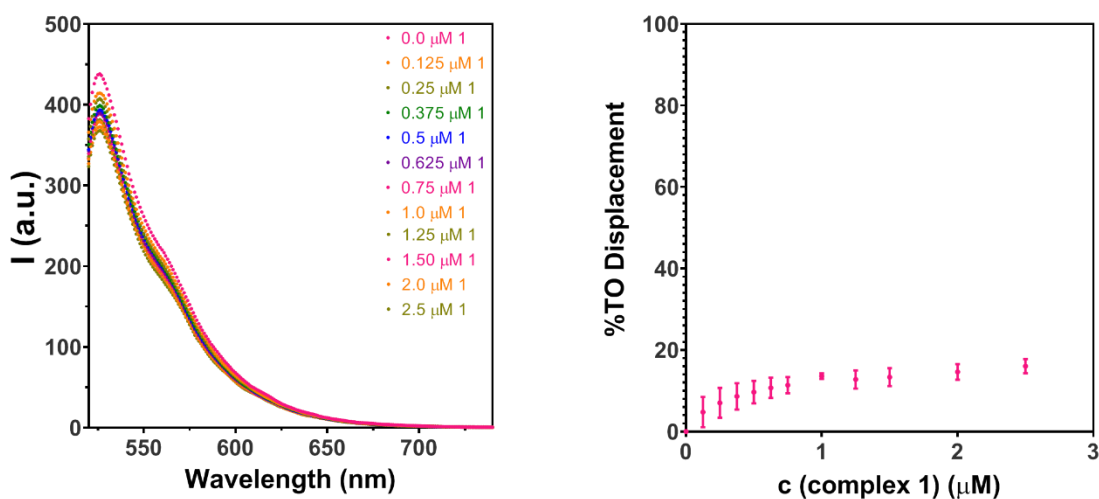 500
400
300
200
100
0
I (a.u.)
550
600
650
700
Wavelength (nm)
0.0 μM 1
0.125 μM 1
0.25 μM 1
0.375 μM 1
0.5 μM 1
0.625 μM 1
0.75 μM 1
1.0 μM 1
1.25 μM 1
1.50 μM 1
2.0 μM 1
2.5 μM 1
100
80
60
40
20
0
%TO Displacement
0
1
2
3
c (complex 1) (μM)